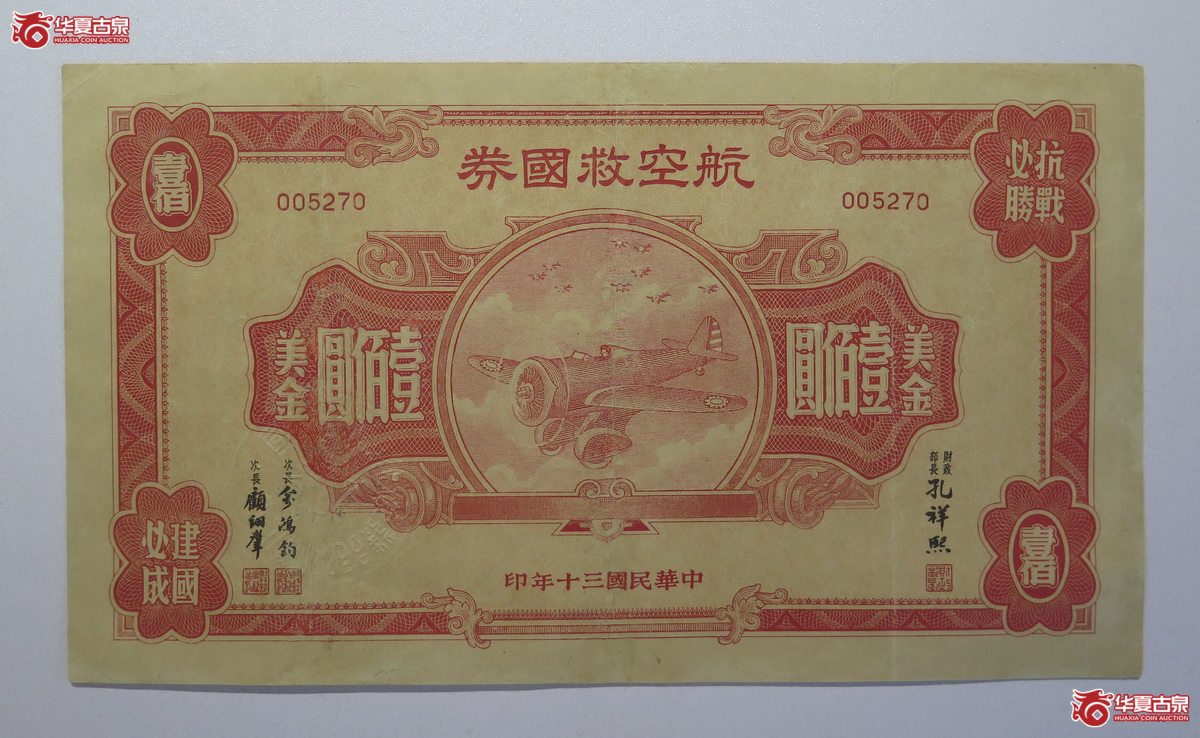 华夏古泉
HUAXIA COIN AUCTION
券國救空航
005270
005270
壹佰
抗戰
必勝
美金
壹佰圓
美金
壹佰圓
財政
部長
孔祥熙
次長
次長
顧翊羣
建國
必成
壹佰
印年十三國民華中
华夏古泉
HUAXIA COIN AUCTION